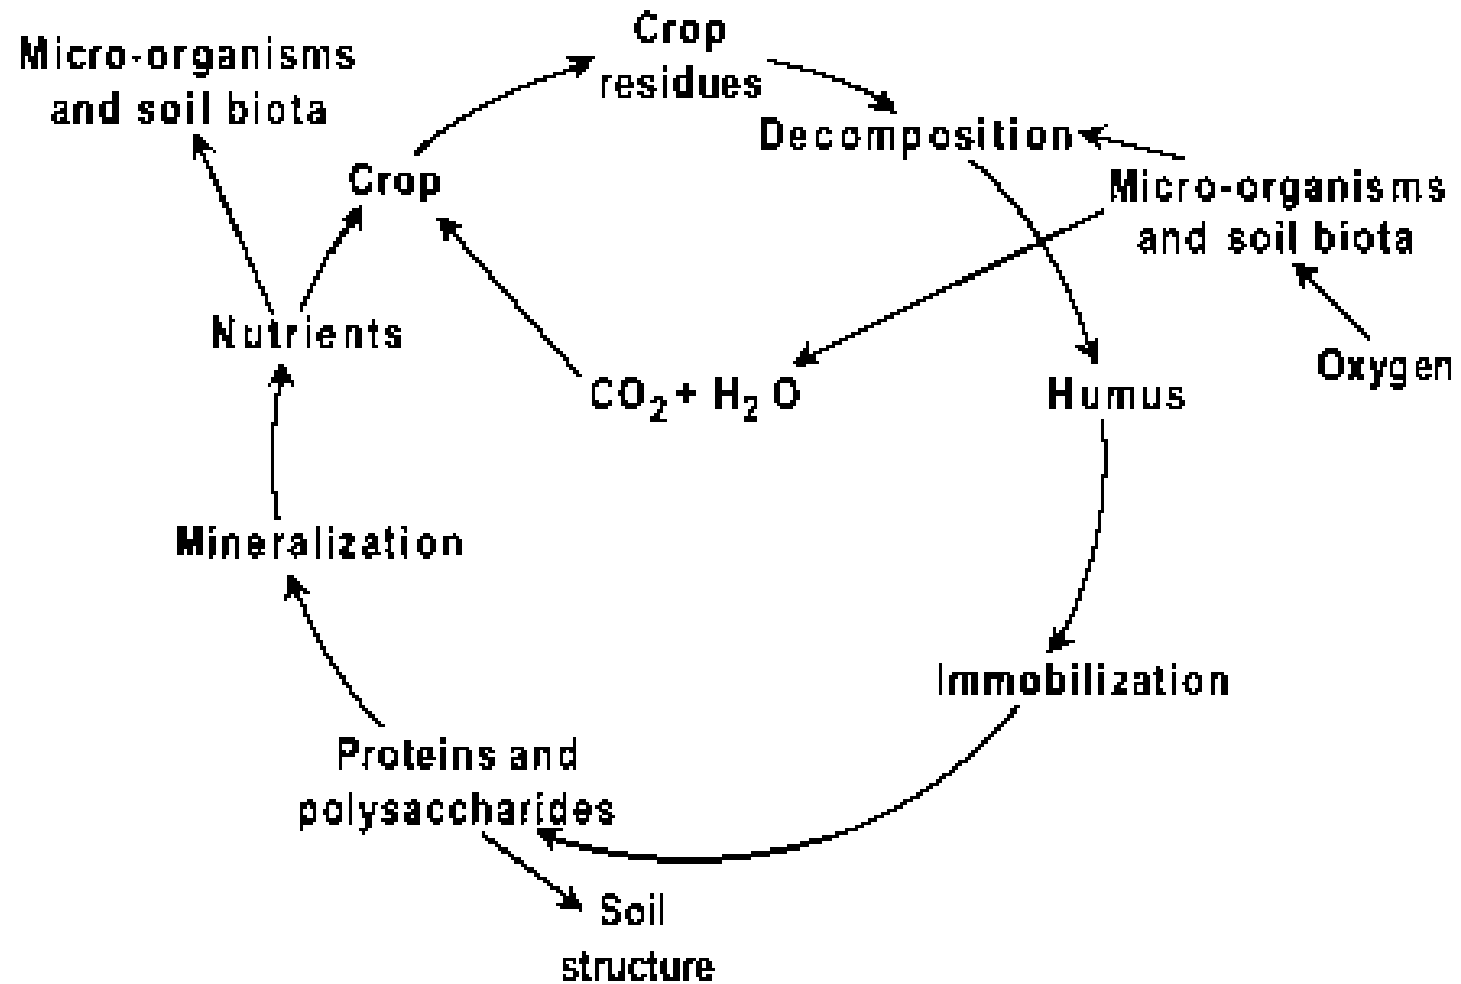 Crop
residues
Micro-organisms
and soil biota
Decomposition
Crop
Micro-organisms
and soil biota
Nutrients
Oxygen
CO₂ + H₂ O
Humus
Mineralization
Immobilization
Proteins and
polysaccharides
Soil
structure